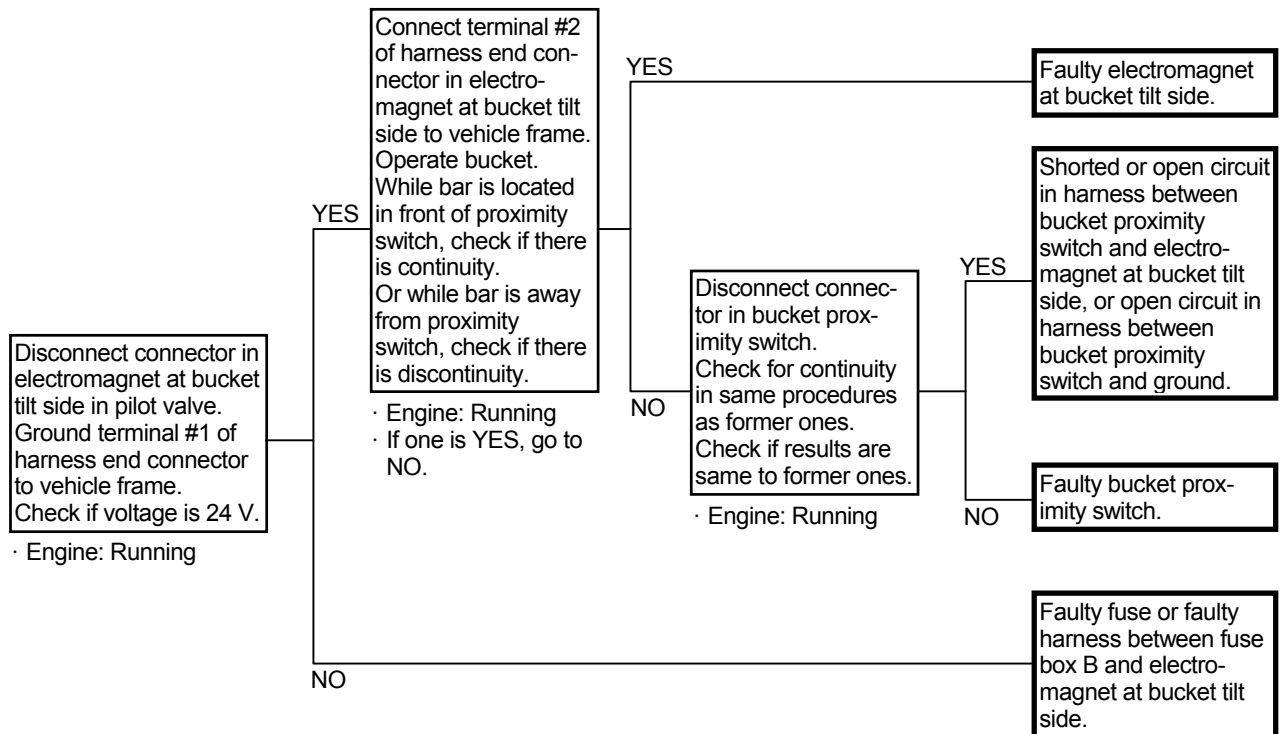 Disconnect connector in
electromagnet at bucket
tilt side in pilot valve.
Ground terminal #1 of
harness end connector
to vehicle frame.
Check if voltage is 24 V.
· Engine: Running
YES
NO
Connect terminal #2
of harness end con-
nector in electro-
magnet at bucket tilt
side to vehicle frame.
Operate bucket.
While bar is located
in front of proximity
switch, check if there
is continuity.
Or while bar is away
from proximity
switch, check if there
is discontinuity.
· Engine: Running
· If one is YES, go to
NO.
YES
NO
Disconnect connec-
tor in bucket prox-
imity switch.
Check for continuity
in same procedures
as former ones.
Check if results are
same to former ones.
· Engine: Running
YES
NO
Faulty electromagnet
at bucket tilt side.
Shorted or open circuit
in harness between
bucket proximity
switch and electro-
magnet at bucket tilt
side, or open circuit in
harness between
bucket proximity
switch and ground.
Faulty bucket prox-
imity switch.
Faulty fuse or faulty
harness between fuse
box B and electro-
magnet at bucket tilt
side.